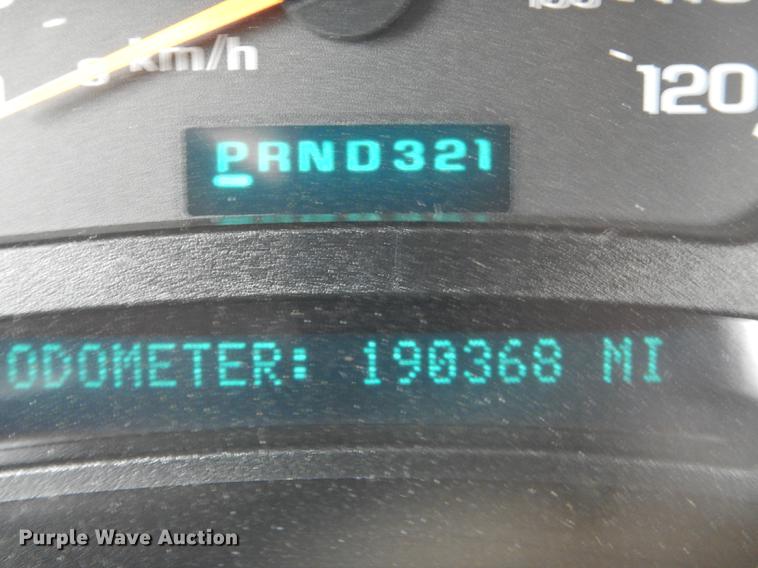 km/h
120
PRND321
ODOMETER: 190368 MI
Purple Wave Auction